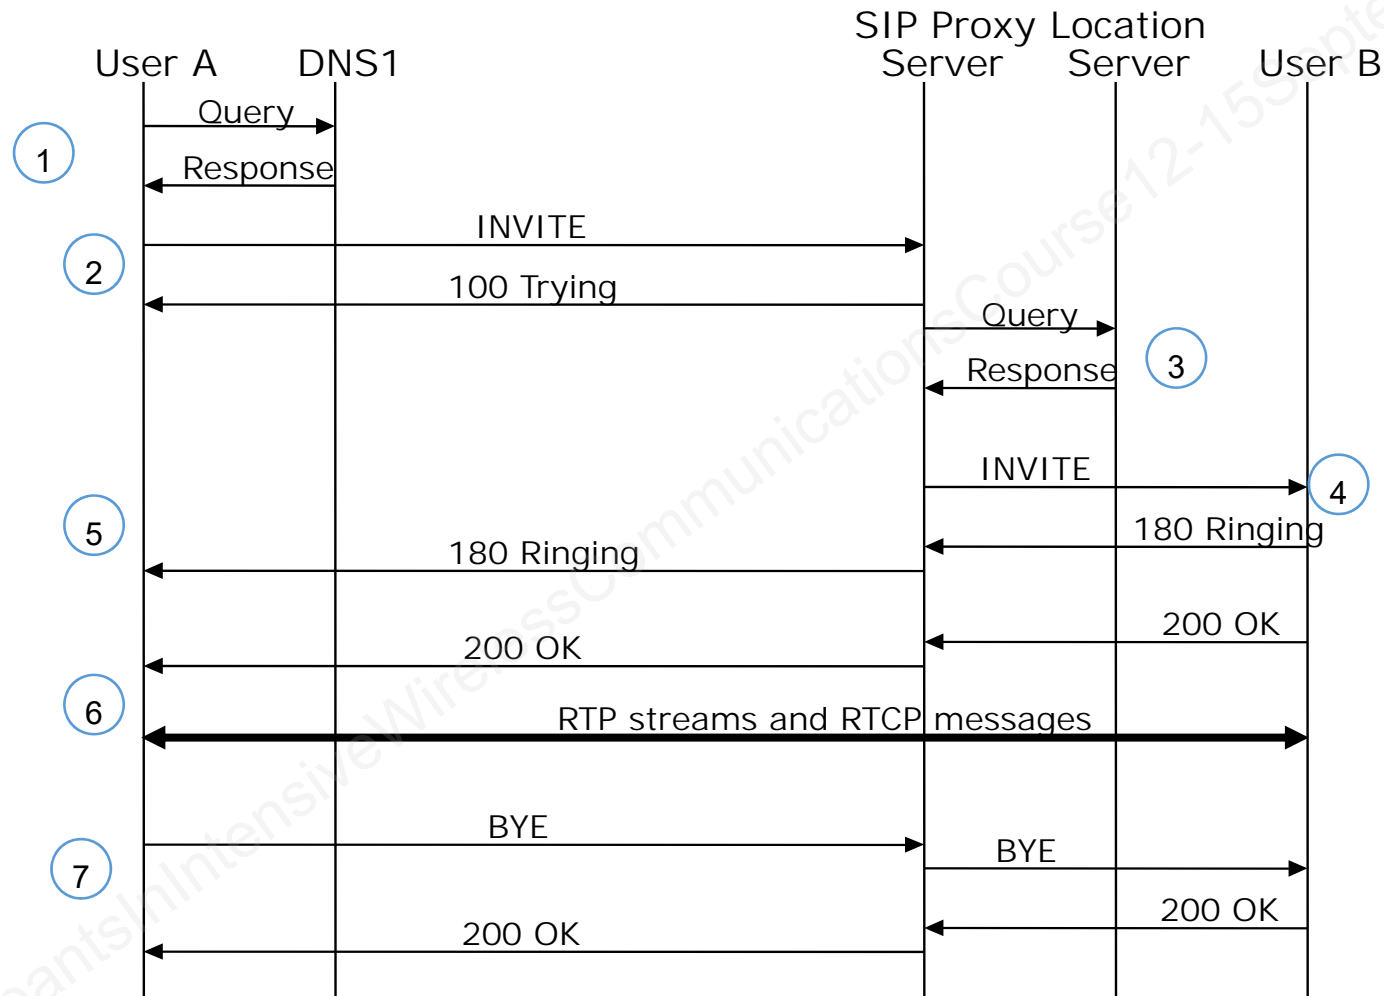 SIP Proxy Location
User A DNS1 Server Server User B
Query
1
Response
INVITE
2
100 Trying
Query
3
Response
INVITE
4
5
180 Ringing
180 Ringing
200 OK
200 OK
6
RTP streams and RTCP messages
BYE
BYE
7
200 OK
200 OK
pantsInIntensiveWirelessCommunicationsCourse12-15Septe